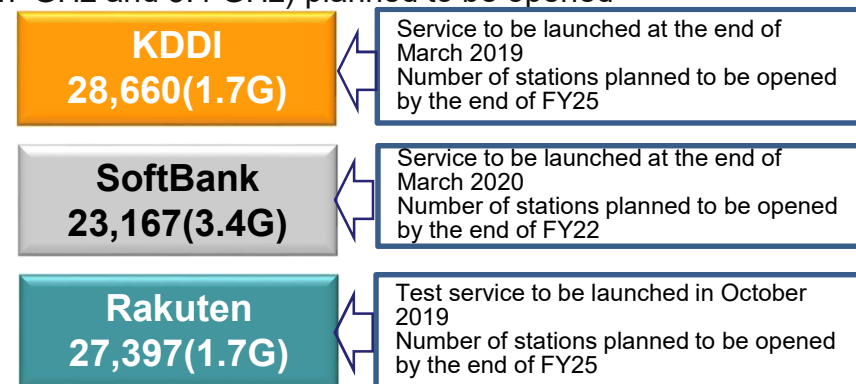 planned to be opened
KDDI
28,660(1.7G)
Service to be launched at the end of
March 2019
Number of stations planned to be opened
by the end of FY25
SoftBank
23,167(3.4G)
Service to be launched at the end of
March 2020
Number of stations planned to be opened
by the end of FY22
Rakuten
27,397(1.7G)
Test service to be launched in October
2019
Number of stations planned to be opened
by the end of FY25